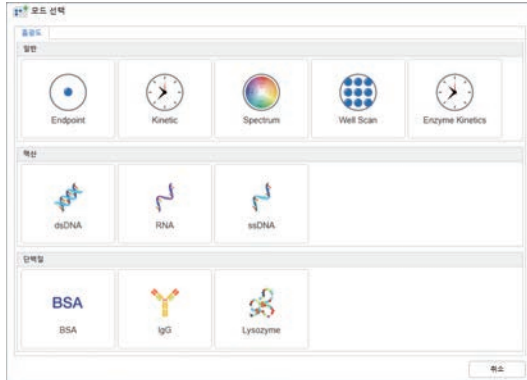 모드 선택
흡광도
일반
Endpoint
Kinetic
Spectrum
Well Scan
Enzyme Kinetics
핵산
dsDNA
RNA
ssDNA
단백질
BSA
BSA
IgG
Lysozyme
취소